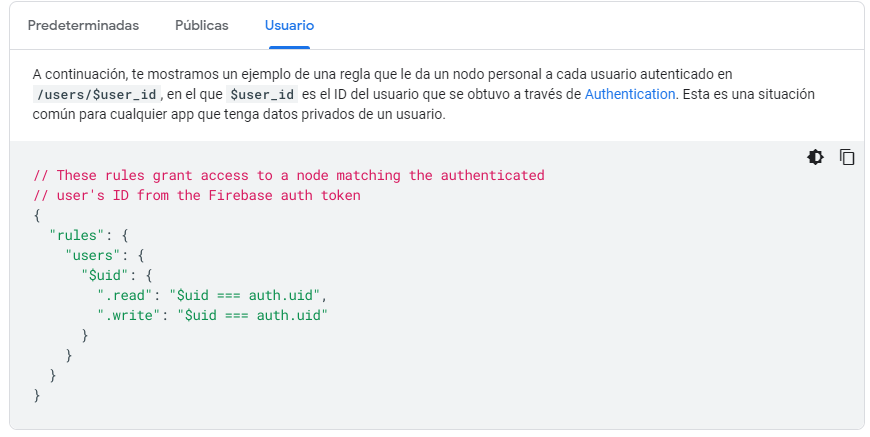 Predeterminadas Públicas Usuario
A continuación, te mostramos un ejemplo de una regla que le da un nodo personal a cada usuario autenticado en
/users/$user_id, en el que $user_id es el ID del usuario que se obtuvo a través de Authentication. Esta es una situación
común para cualquier app que tenga datos privados de un usuario.
// These rules grant access to a node matching the authenticated
// user's ID from the Firebase auth token
{
  "rules": {
    "users": {
      "$uid": {
        ".read": "$uid === auth.uid",
        ".write": "$uid === auth.uid"
      }
    }
  }
}